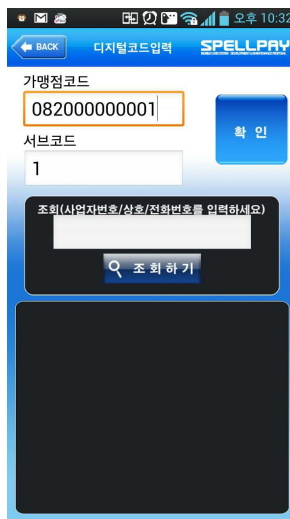 오후 10:32
BACK
디지털코드입력
SPELLPAY
가맹점코드
082000000001
확 인
서브코드
1
조회(사업자번호/상호/전화번호를 입력하세요)
조 회 하 기